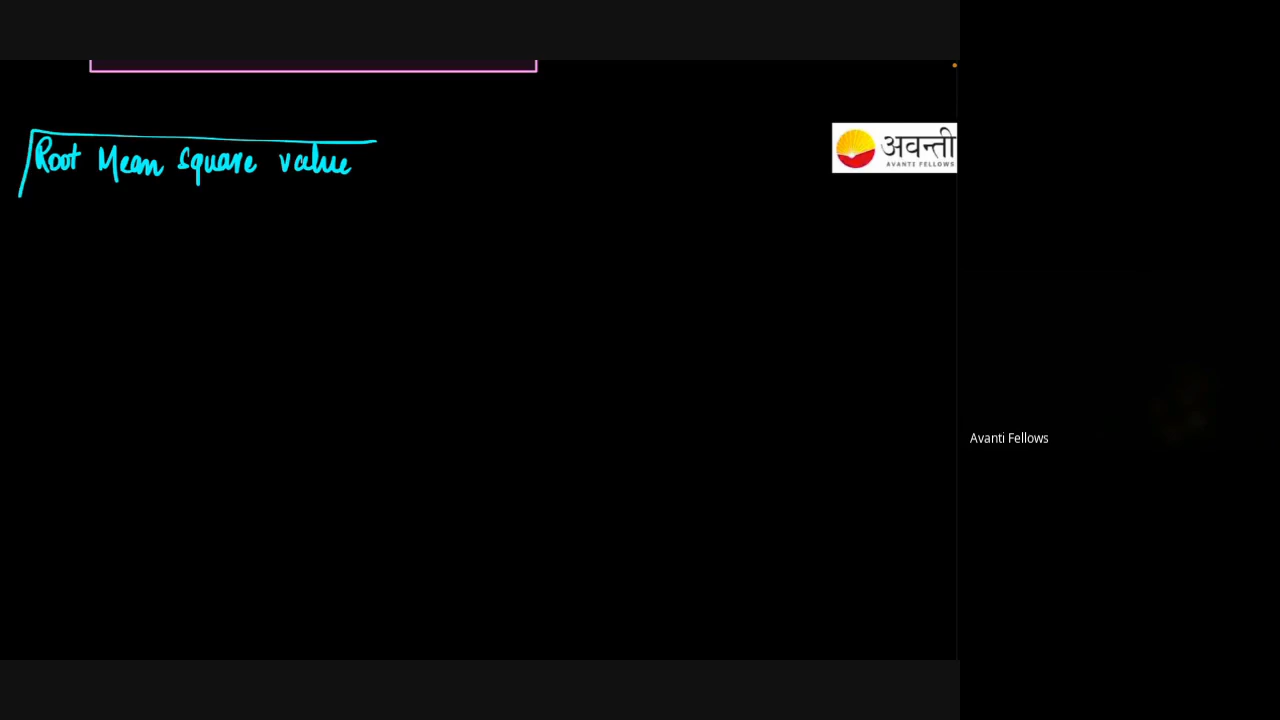 Root Mean Square value
अवन्ती
AVANTI FELLOWS
Avanti Fellows